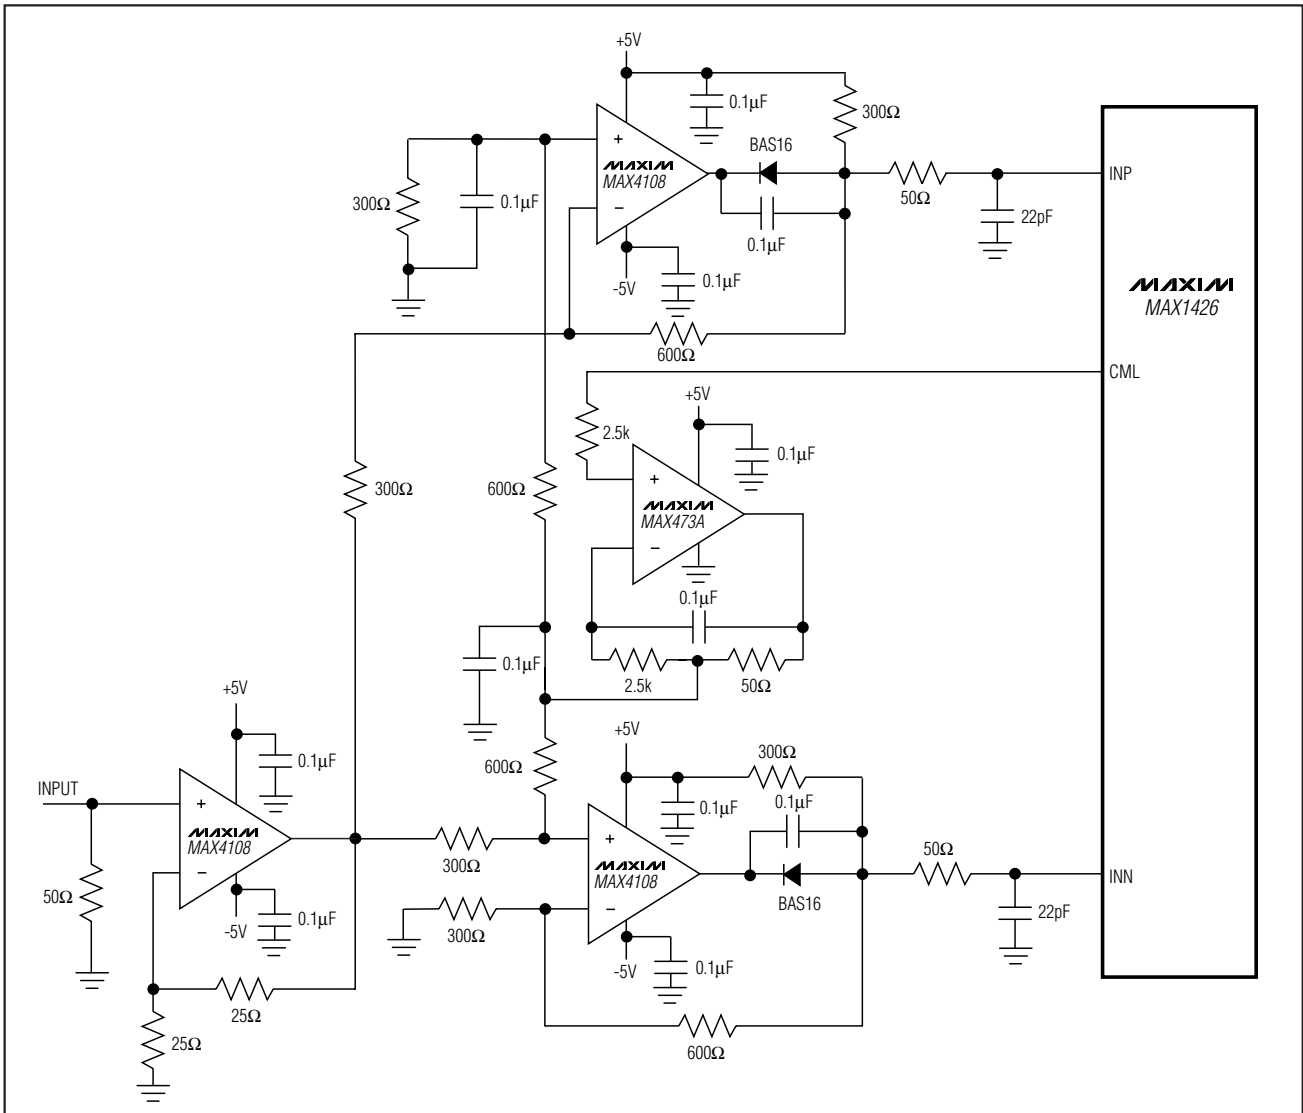 +5V
0.1µF
300Ω
BAS16
+
MAXIM
MAX4108
−
300Ω
0.1µF
50Ω
INP
22pF
0.1µF
-5V
0.1µF
MAXIM
MAX1426
600Ω
CML
+5V
2.5k
0.1µF
300Ω
600Ω
+
MAXIM
MAX473A
−
0.1µF
0.1µF
2.5k
50Ω
+5V
0.1µF
+5V
300Ω
600Ω
0.1µF
0.1µF
INPUT
+
MAXIM
MAX4108
−
+
MAXIM
MAX4108
−
300Ω
50Ω
INN
BAS16
50Ω
0.1µF
-5V
300Ω
22pF
-5V
0.1µF
25Ω
25Ω
600Ω